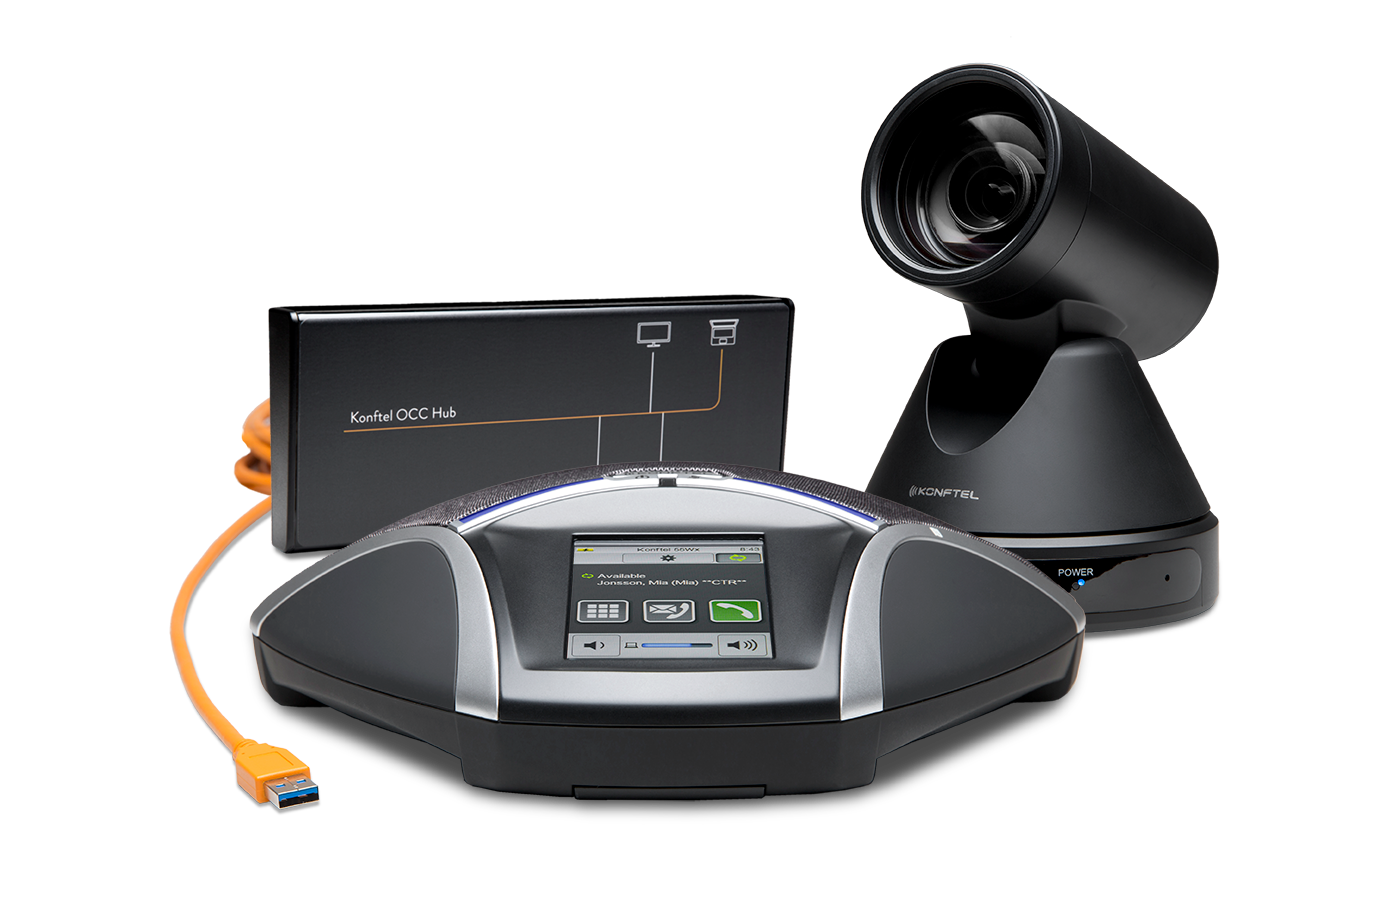 Konftel OCC Hub
KONFTEL
POWER
Konftel 55Wx 8:43
Available
Jonsson, Mia (Mia) **CTR**